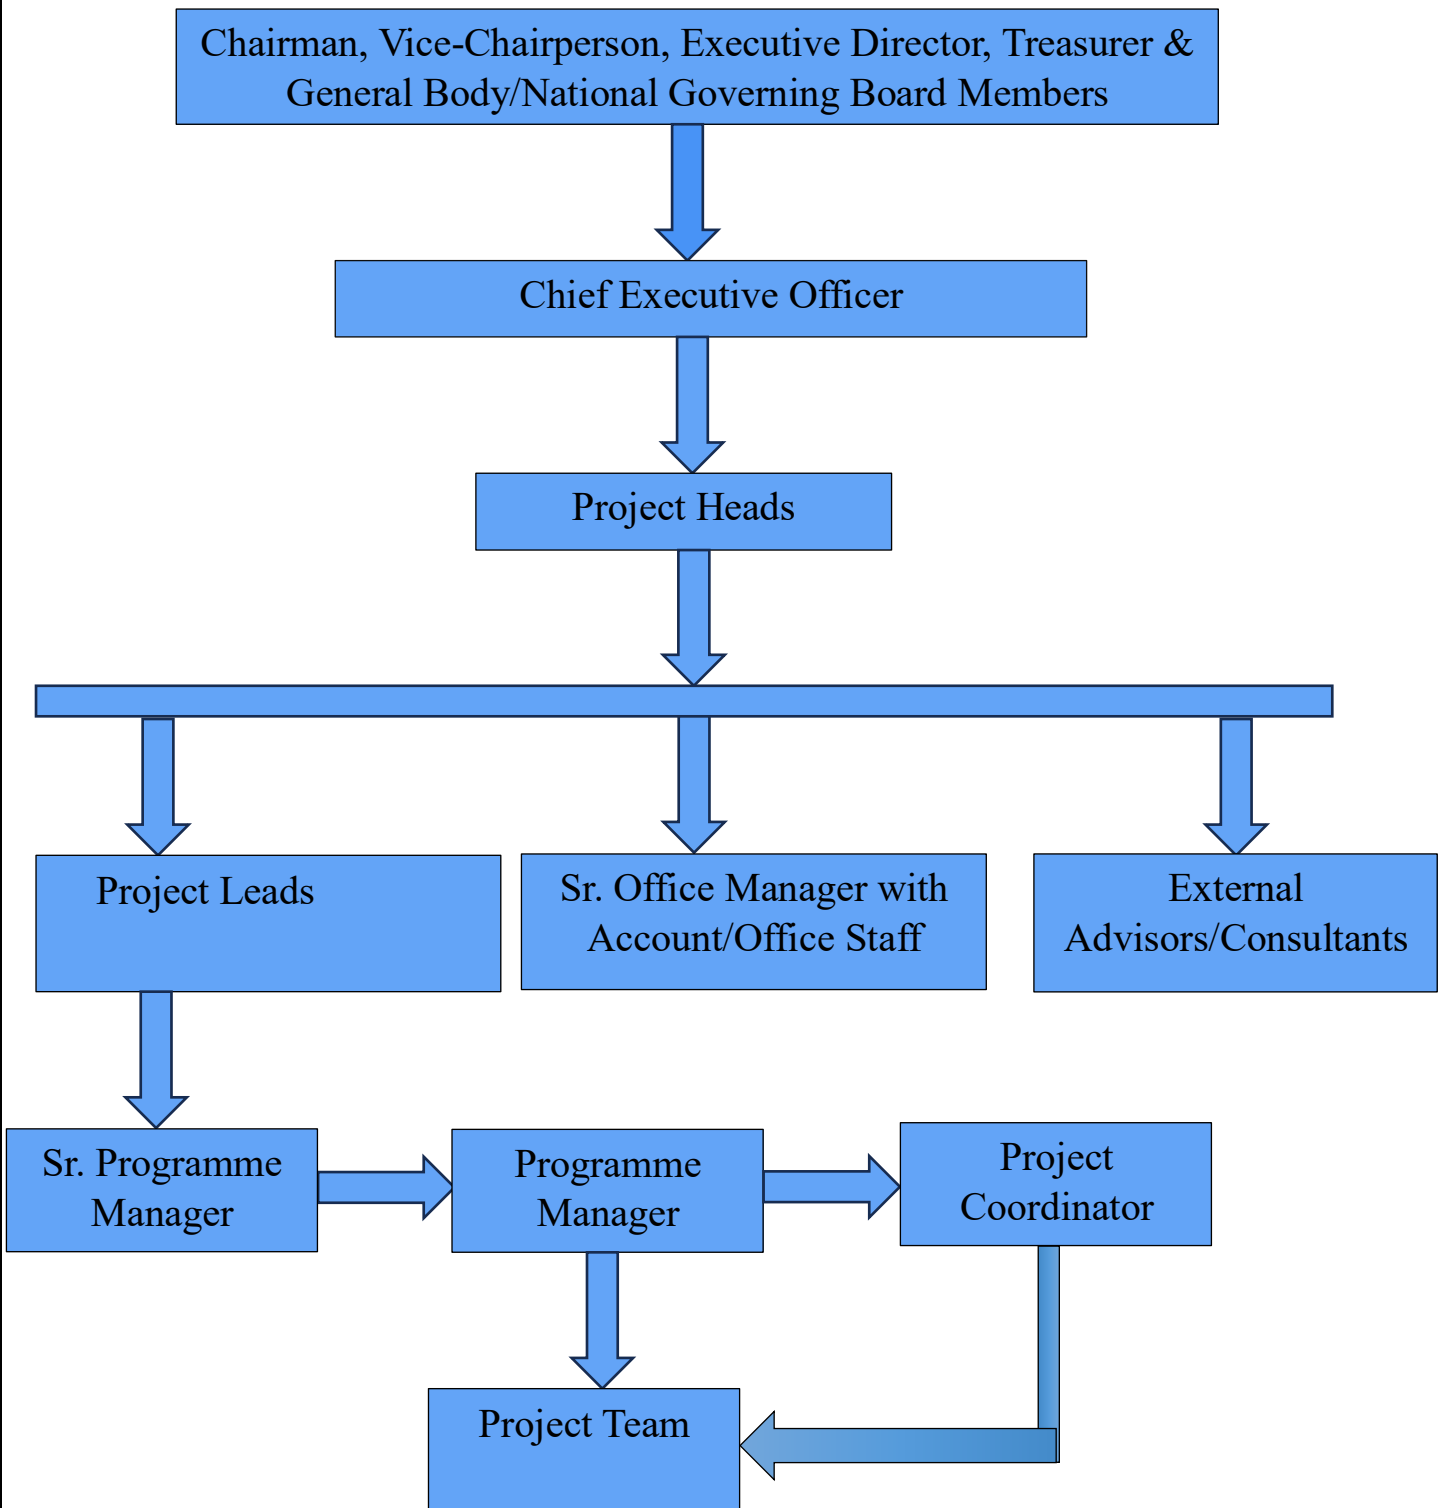 Chairman, Vice-Chairperson, Executive Director, Treasurer &
General Body/National Governing Board Members
Chief Executive Officer
Project Heads
Project Leads
Sr. Office Manager with
Account/Office Staff
External
Advisors/Consultants
Sr. Programme
Manager
Programme
Manager
Project
Coordinator
Project Team